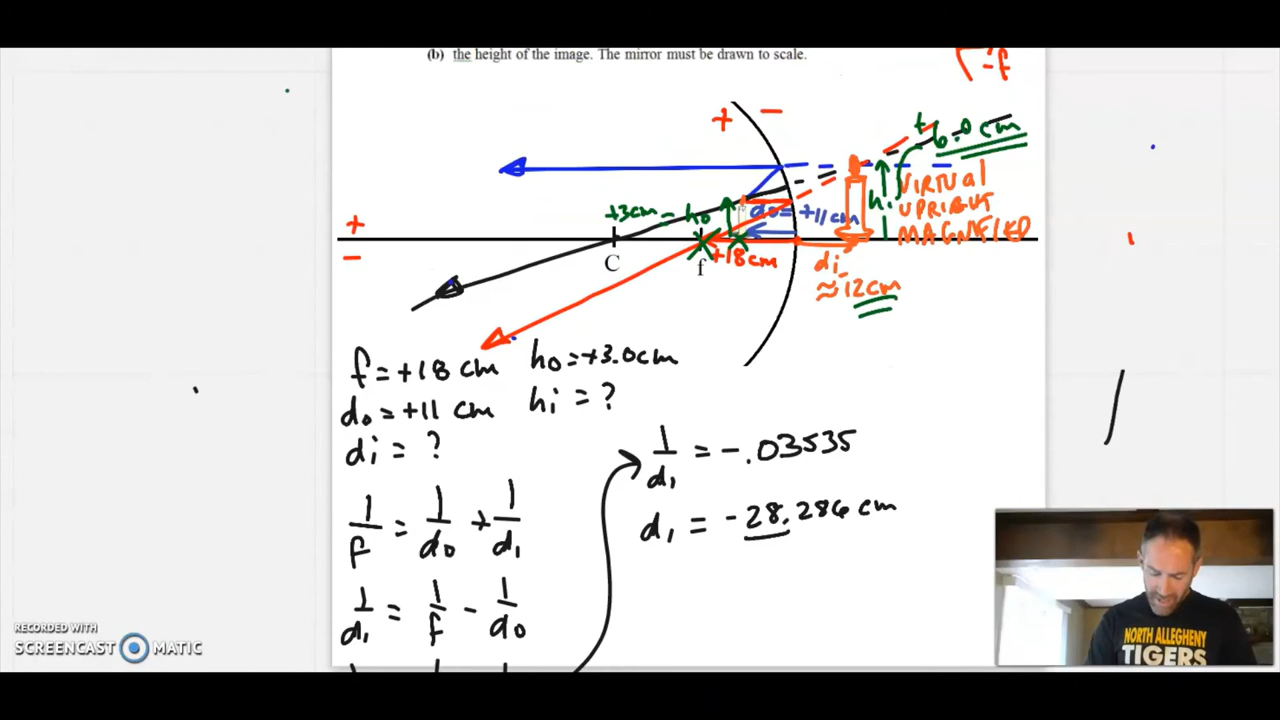 (b) the height of the image. The mirror must be drawn to scale.
-f
+ -
+6.0 cm
VIRTUAL
UPRIGHT
MAGNIFIED
hi
+3cm = ho
do = +11cm
+
-
C
f
+18cm
di
≈ -12cm
f = +18 cm
ho = +3.0cm
do = +11 cm
hi = ?
di = ?
1/di = -.03535
di = -28.286 cm
1/f = 1/do + 1/di
1/di = 1/f - 1/do
RECORDED WITH
SCREENCAST MATIC
NORTH ALLEGHENY
TIGERS